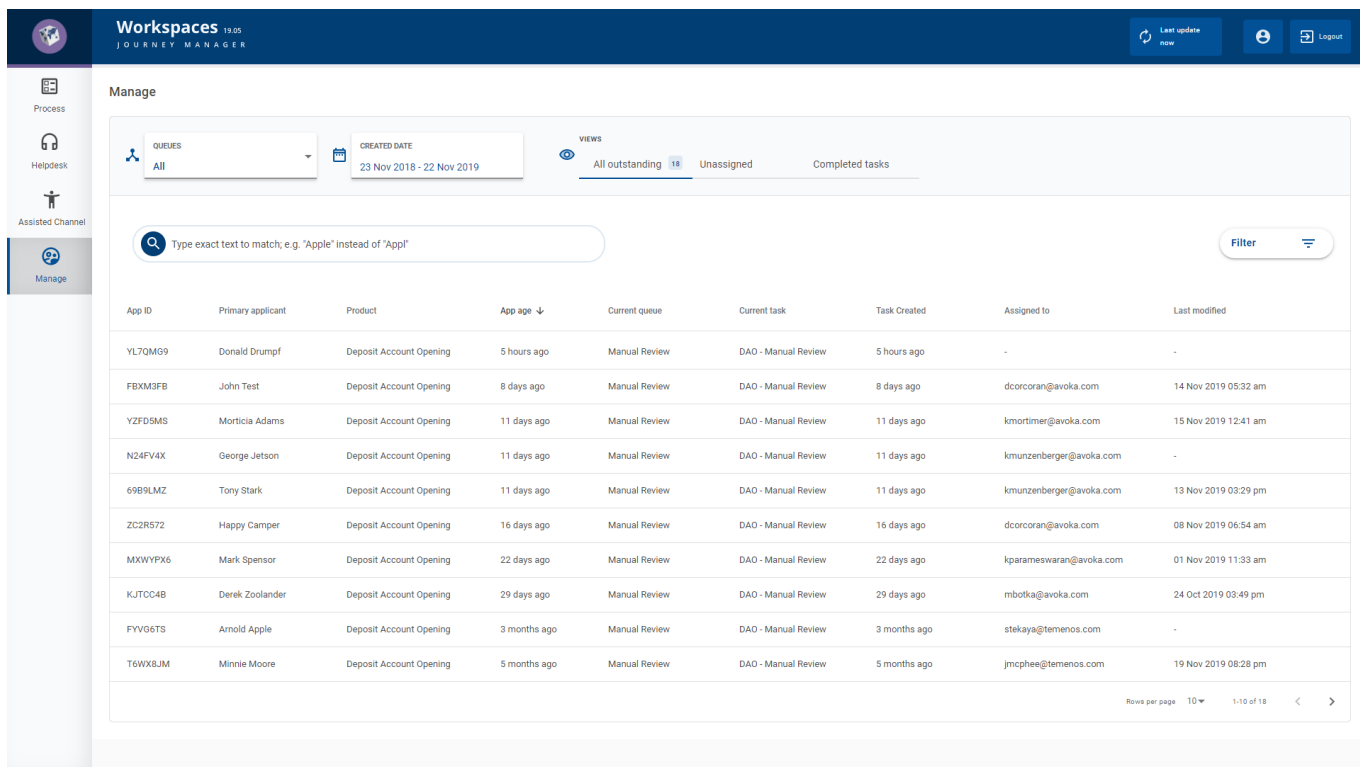 Workspaces 19.05
JOURNEY MANAGER
Last update
now
Logout
Process
Helpdesk
Assisted Channel
Manage
Manage
QUEUES
All
CREATED DATE
23 Nov 2018 - 22 Nov 2019
VIEWS
All outstanding 18 Unassigned Completed tasks
Type exact text to match; e.g. "Apple" instead of "Appl"
Filter
App ID Primary applicant Product App age Current queue Current task Task Created Assigned to Last modified
YL7QMG9 Donald Drumpf Deposit Account Opening 5 hours ago Manual Review DAO - Manual Review 5 hours ago - -
FBXM3FB John Test Deposit Account Opening 8 days ago Manual Review DAO - Manual Review 8 days ago dcorcoran@avoka.com 14 Nov 2019 05:32 am
YZFD5MS Morticia Adams Deposit Account Opening 11 days ago Manual Review DAO - Manual Review 11 days ago kmortimer@avoka.com 15 Nov 2019 12:41 am
N24FV4X George Jetson Deposit Account Opening 11 days ago Manual Review DAO - Manual Review 11 days ago kmunzenberger@avoka.com -
69B9LMZ Tony Stark Deposit Account Opening 11 days ago Manual Review DAO - Manual Review 11 days ago kmunzenberger@avoka.com 13 Nov 2019 03:29 pm
ZC2R572 Happy Camper Deposit Account Opening 16 days ago Manual Review DAO - Manual Review 16 days ago dcorcoran@avoka.com 08 Nov 2019 06:54 am
MXWYPX6 Mark Spensor Deposit Account Opening 22 days ago Manual Review DAO - Manual Review 22 days ago kparameswaran@avoka.com 01 Nov 2019 11:33 am
KJTCC4B Derek Zoolander Deposit Account Opening 29 days ago Manual Review DAO - Manual Review 29 days ago mbotka@avoka.com 24 Oct 2019 03:49 pm
FYVG6TS Arnold Apple Deposit Account Opening 3 months ago Manual Review DAO - Manual Review 3 months ago stekaya@temenos.com -
T6WX8JM Minnie Moore Deposit Account Opening 5 months ago Manual Review DAO - Manual Review 5 months ago jmcphee@temenos.com 19 Nov 2019 08:28 pm
Rows per page 10 1-10 of 18